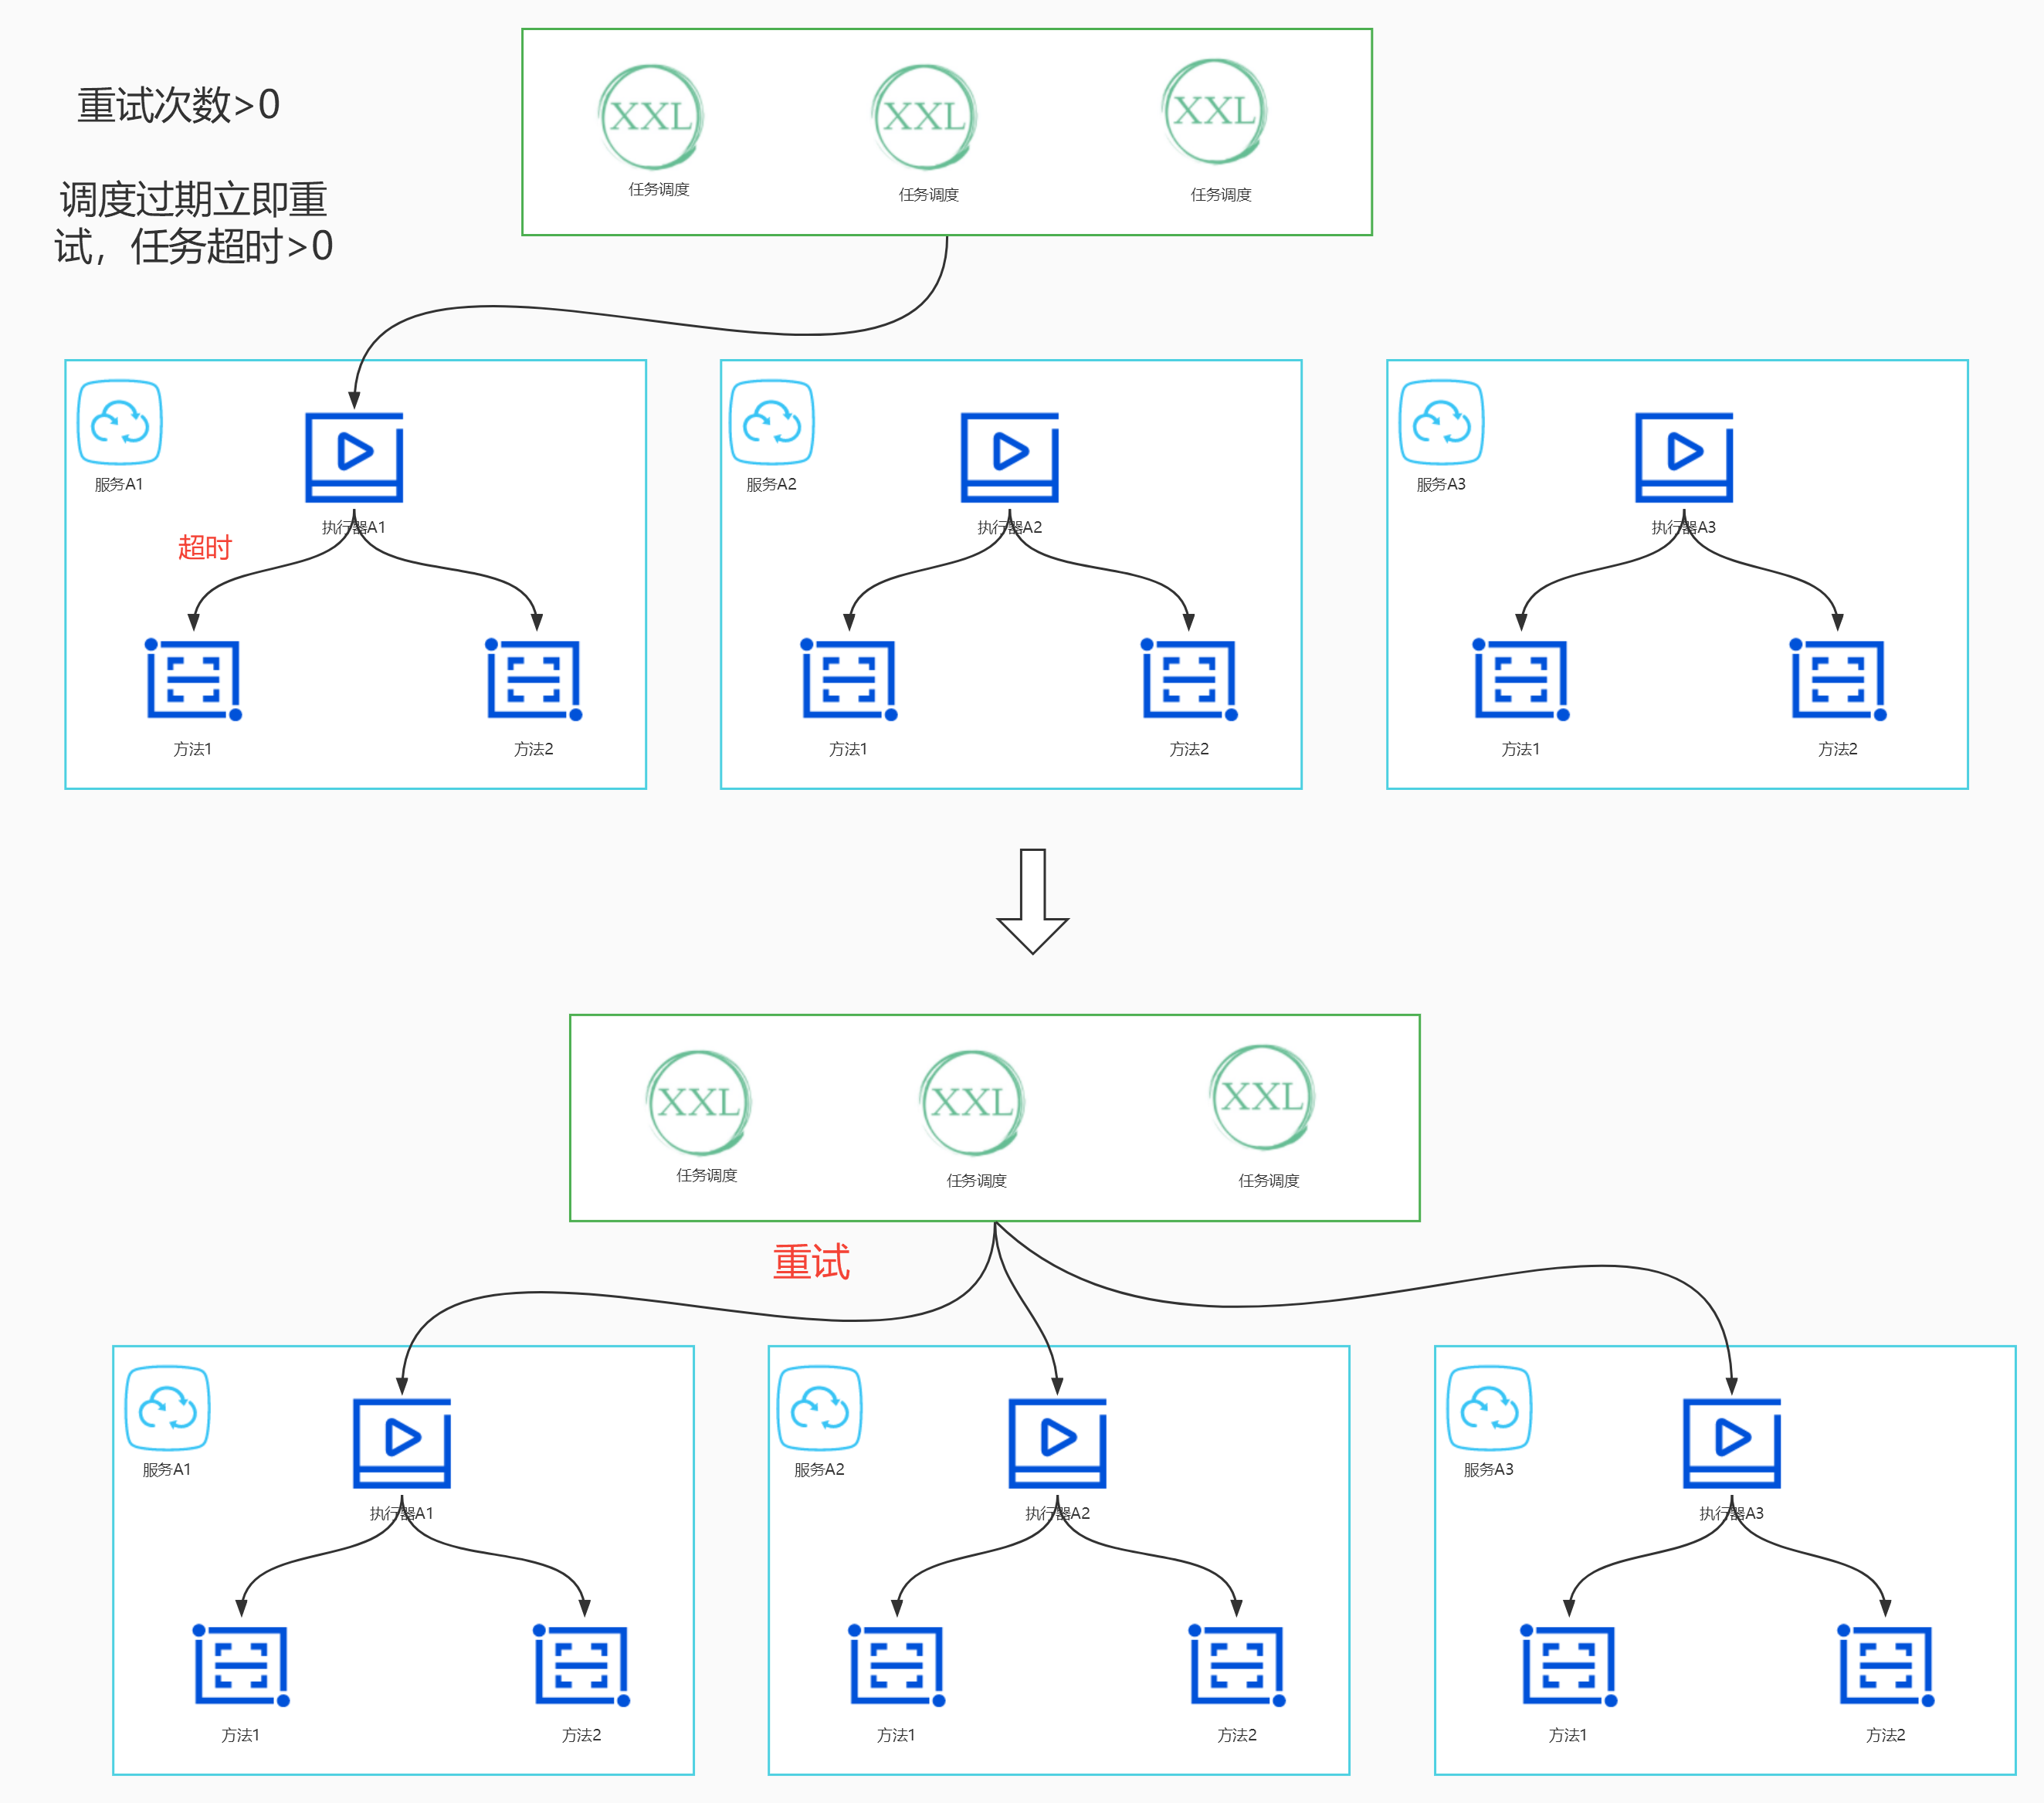 重试次数>0
调度过期立即重
试，任务超时>0
XXL
XXL
XXL
任务调度
任务调度
任务调度
服务A1
执行器A1
超时
方法1
方法2
服务A2
执行器A2
方法1
方法2
服务A3
执行器A3
方法1
方法2
XXL
XXL
XXL
任务调度
任务调度
任务调度
重试
服务A1
执行器A1
方法1
方法2
服务A2
执行器A2
方法1
方法2
服务A3
执行器A3
方法1
方法2